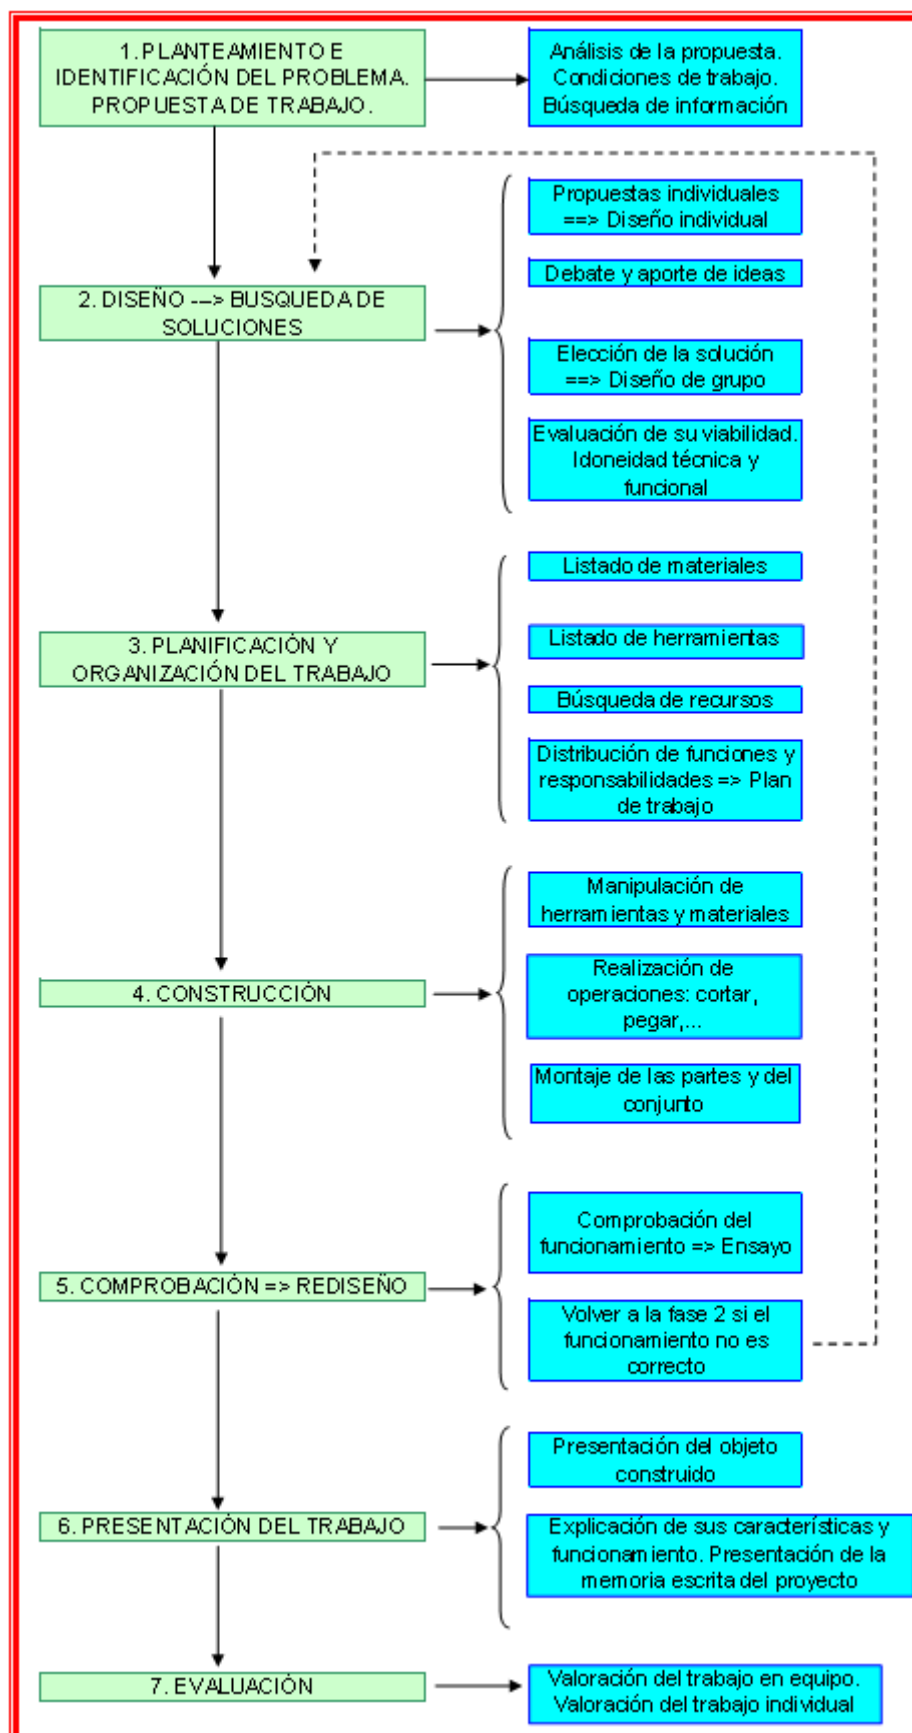 1. PLANTEAMIENTO E
IDENTIFICACIÓN DEL PROBLEMA.
PROPUESTA DE TRABAJO.
Análisis de la propuesta.
Condiciones de trabajo.
Búsqueda de información
2. DISEÑO ---> BUSQUEDA DE
SOLUCIONES
Propuestas individuales
==> Diseño individual
Debate y aporte de ideas
Elección de la solución
==> Diseño de grupo
Evaluación de su viabilidad.
Idoneidad técnica y
funcional
3. PLANIFICACIÓN Y
ORGANIZACIÓN DEL TRABAJO
Listado de materiales
Listado de herramientas
Búsqueda de recursos
Distribución de funciones y
responsabilidades => Plan
de trabajo
4. CONSTRUCCIÓN
Manipulación de
herramientas y materiales
Realización de
operaciones: cortar,
pegar,...
Montaje de las partes y del
conjunto
5. COMPROBACIÓN => REDISEÑO
Comprobación del
funcionamiento => Ensayo
Volver a la fase 2 si el
funcionamiento no es
correcto
6. PRESENTACIÓN DEL TRABAJO
Presentación del objeto
construido
Explicación de sus características y
funcionamiento. Presentación de la
memoria escrita del proyecto
7. EVALUACIÓN
Valoración del trabajo en equipo.
Valoración del trabajo individual